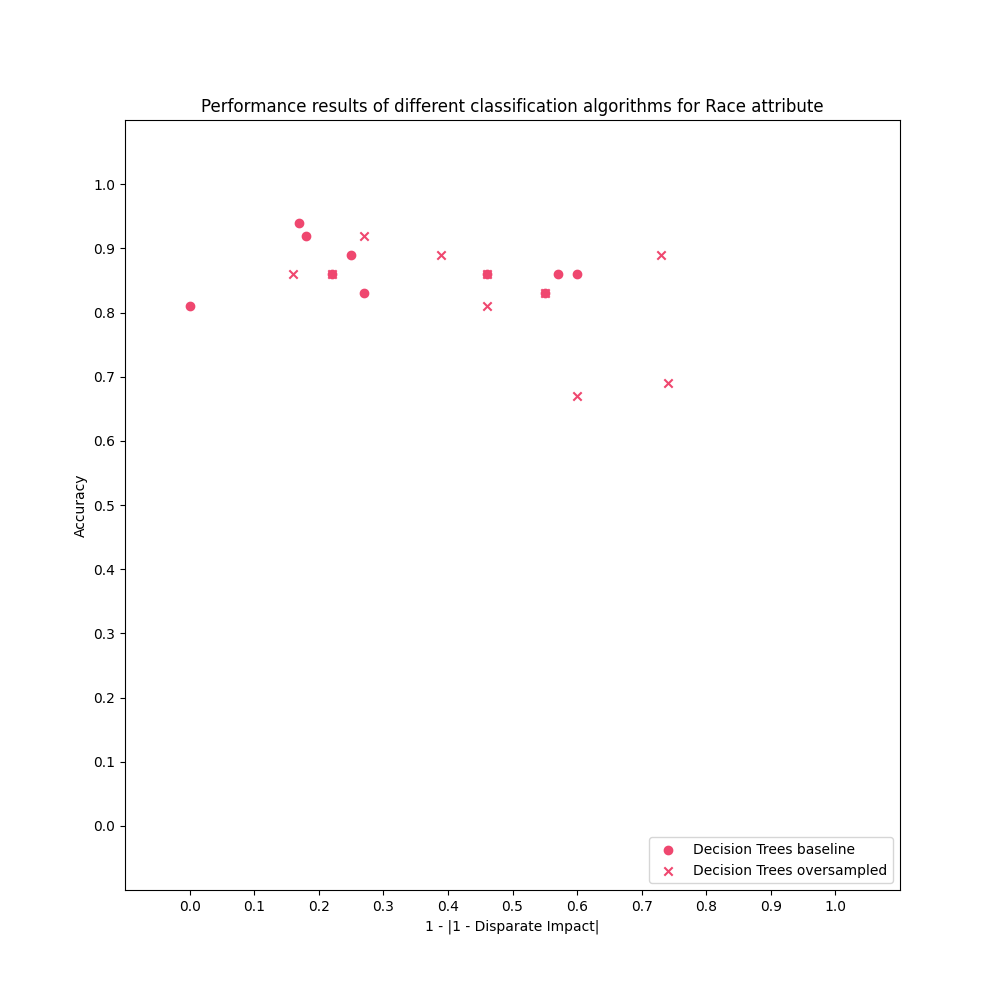 Performance results of different classification algorithms for Race attribute
1.0
0.9
0.8
0.7
0.6
0.5
0.4
0.3
0.2
0.1
0.0
Accuracy
Decision Trees baseline
Decision Trees oversampled
0.0 0.1 0.2 0.3 0.4 0.5 0.6 0.7 0.8 0.9 1.0
1 - |1 - Disparate Impact|